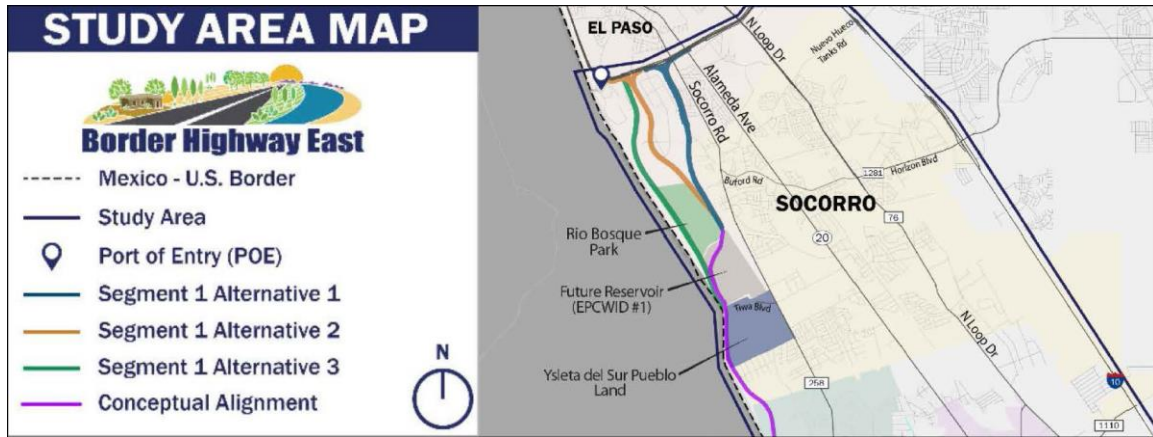 STUDY AREA MAP
Border Highway East
Mexico - U.S. Border
Study Area
Port of Entry (POE)
Segment 1 Alternative 1
Segment 1 Alternative 2
Segment 1 Alternative 3
Conceptual Alignment
N
EL PASO
N Loop Dr
Nuevo Hueco
Tanks Rd
Alameda Ave
Socorro Rd
1281
Horizon Blvd
Buford Rd
SOCORRO
76
20
Rio Bosque
Park
Future Reservoir
(EPCWID #1)
Tiwa Blvd
N Loop Dr
Ysleta del Sur Pueblo
Land
258
10
1110